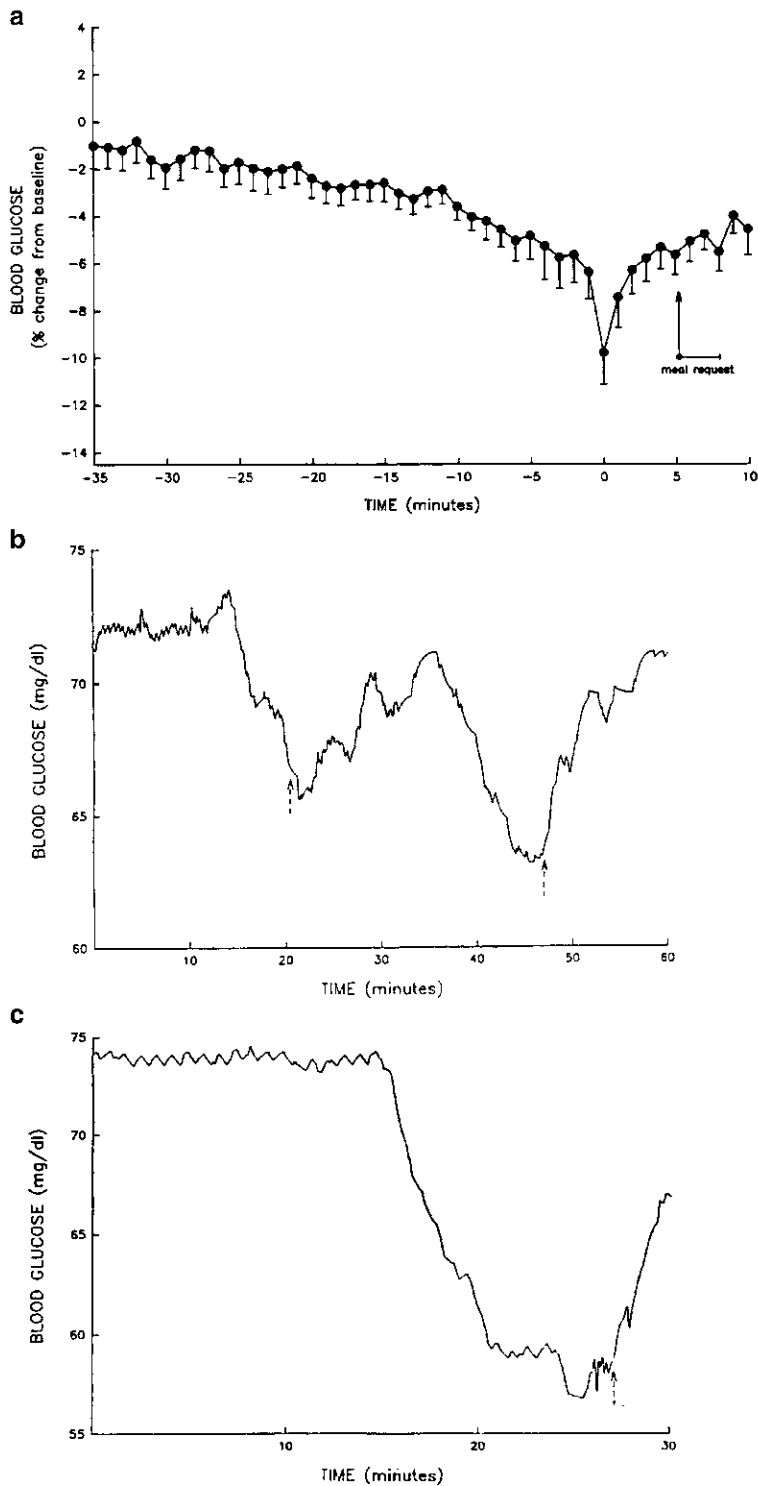 a
BLOOD GLUCOSE
(% change from baseline)
4
2
0
-2
-4
-6
-8
-10
-12
-14
meal request
-35 -30 -25 -20 -15 -10 -5 0 5 10
TIME (minutes)
b
BLOOD GLUCOSE (mg/dl)
75
70
65
60
10 20 30 40 50 60
TIME (minutes)
c
BLOOD GLUCOSE (mg/dl)
75
70
65
60
55
10 20 30
TIME (minutes)